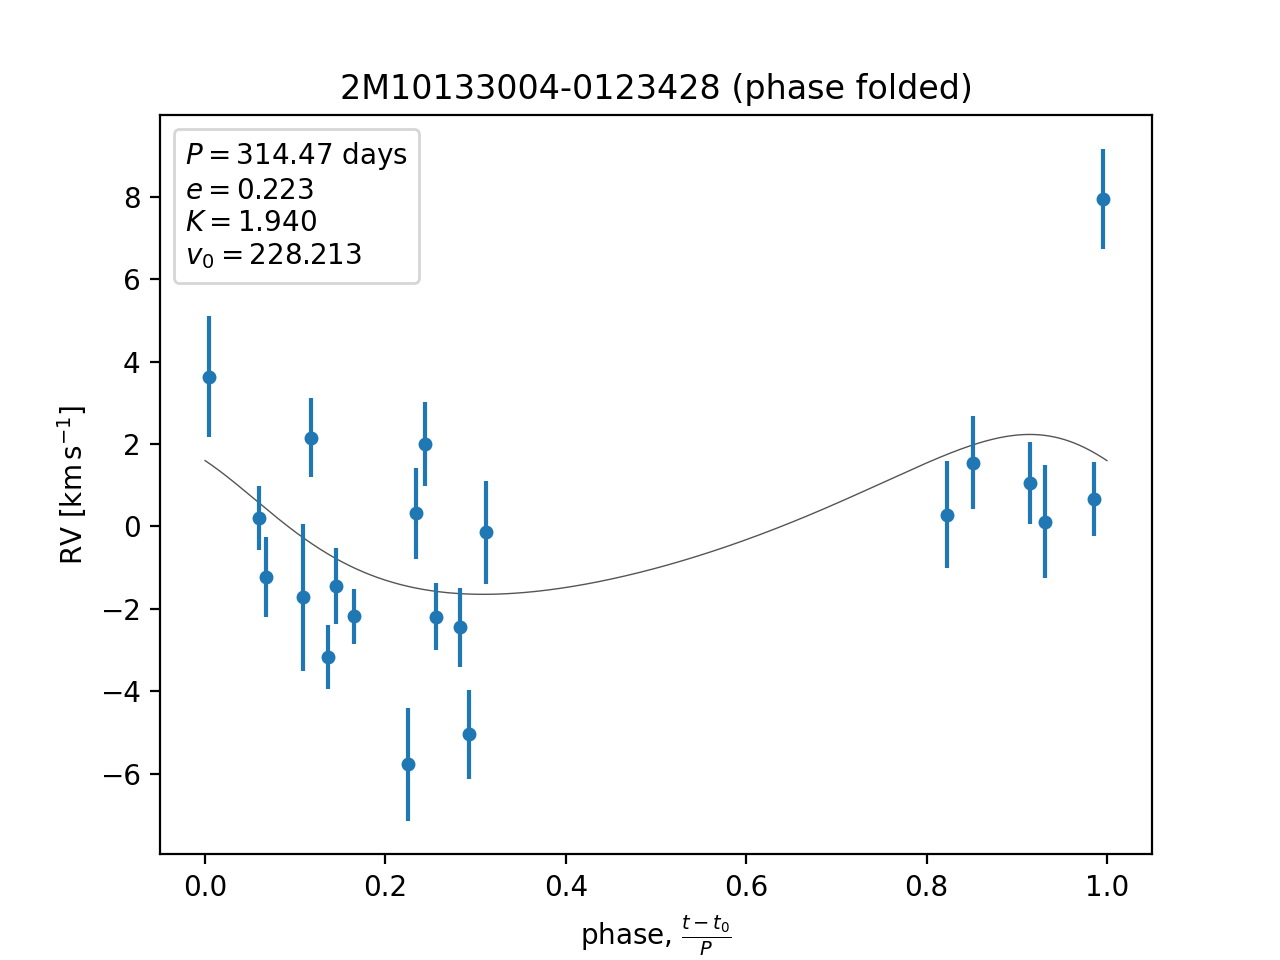 2M10133004-0123428 (phase folded)
P = 314.47 days
e = 0.223
K = 1.940
v₀ = 228.213
RV [km s⁻¹]
8
6
4
2
0
−2
−4
−6
0.0 0.2 0.4 0.6 0.8 1.0
phase, (t − t₀)/P